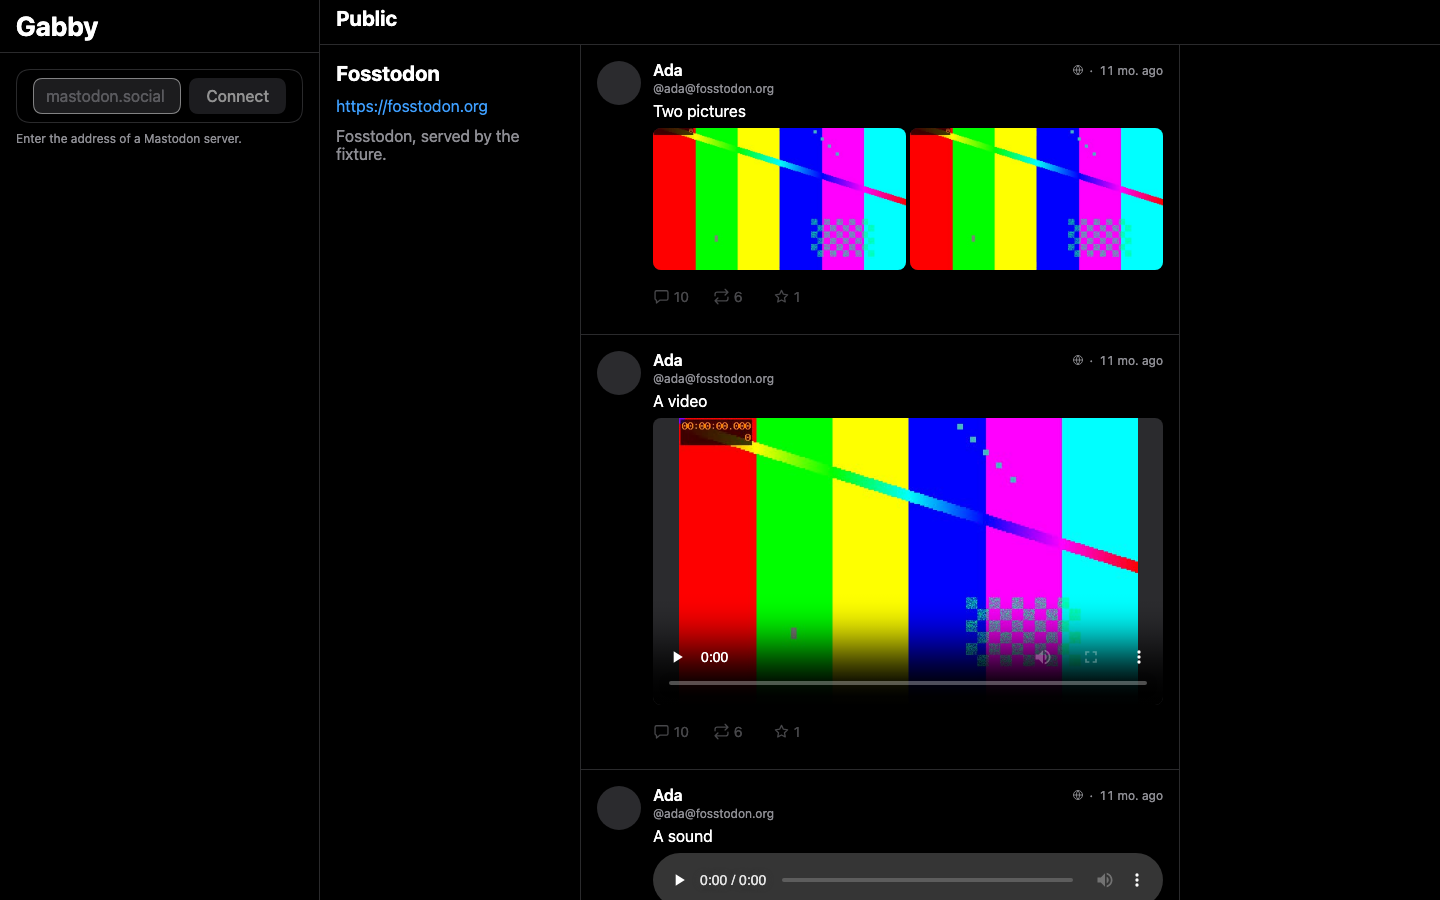 Gabby
mastodon.social
Connect
Enter the address of a Mastodon server.
Public
Fosstodon
https://fosstodon.org
Fosstodon, served by the
fixture.
Ada
· 11 mo. ago
@ada@fosstodon.org
Two pictures
10 6 1
Ada
· 11 mo. ago
@ada@fosstodon.org
A video
00:00:00.000
0
0:00
10 6 1
Ada
· 11 mo. ago
@ada@fosstodon.org
A sound
0:00 / 0:00